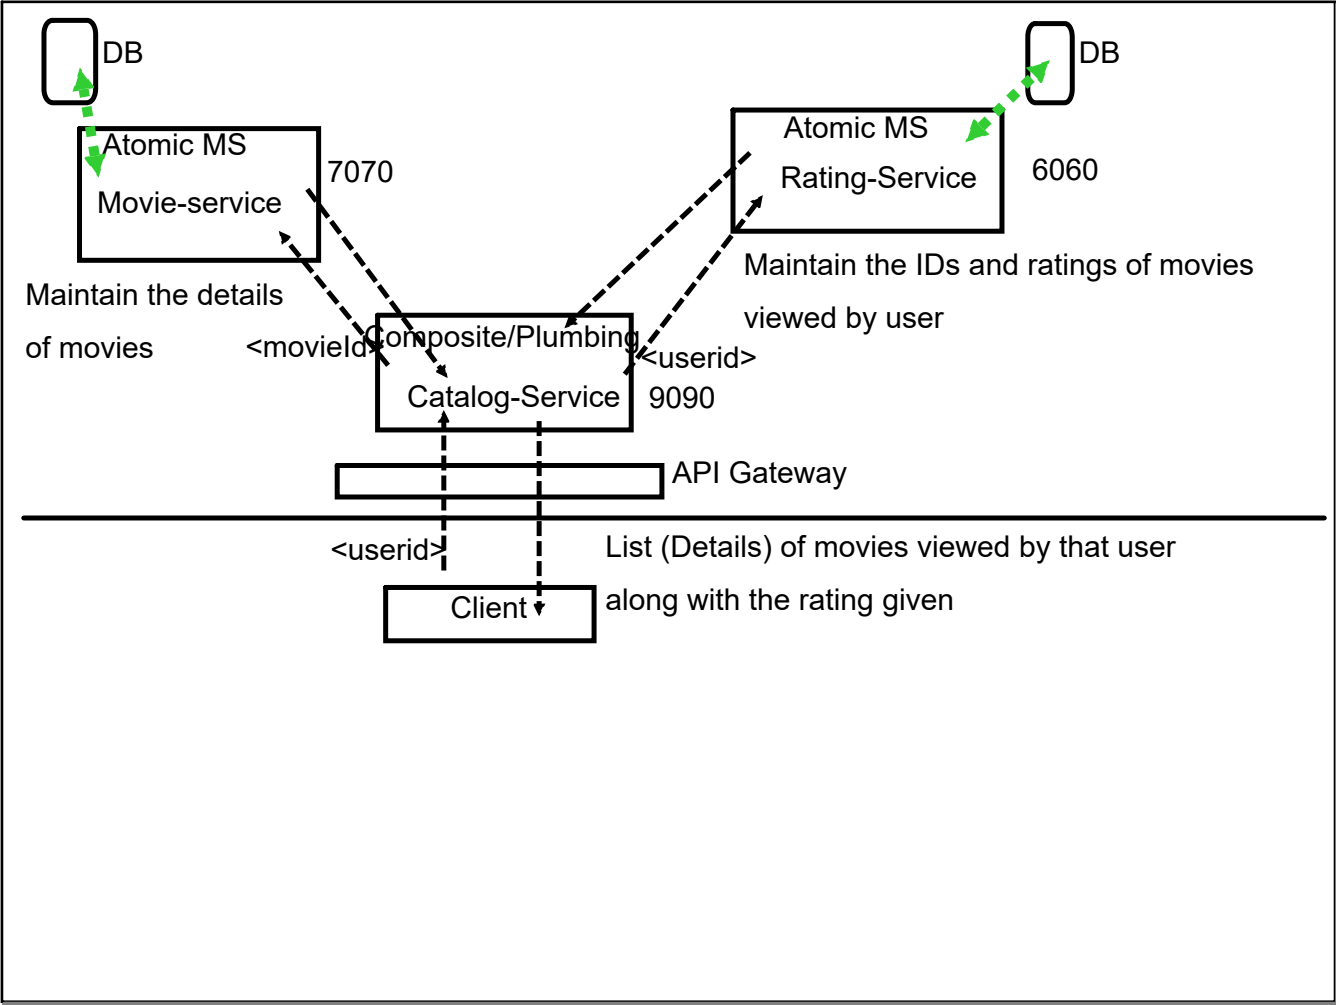 DB
DB
Atomic MS
Movie-service
7070
Atomic MS
Rating-Service
6060
Maintain the details
of movies
Maintain the IDs and ratings of movies
viewed by user
<movieId>
Composite/Plumbing
<userid>
Catalog-Service
9090
API Gateway
<userid>
List (Details) of movies viewed by that user
along with the rating given
Client